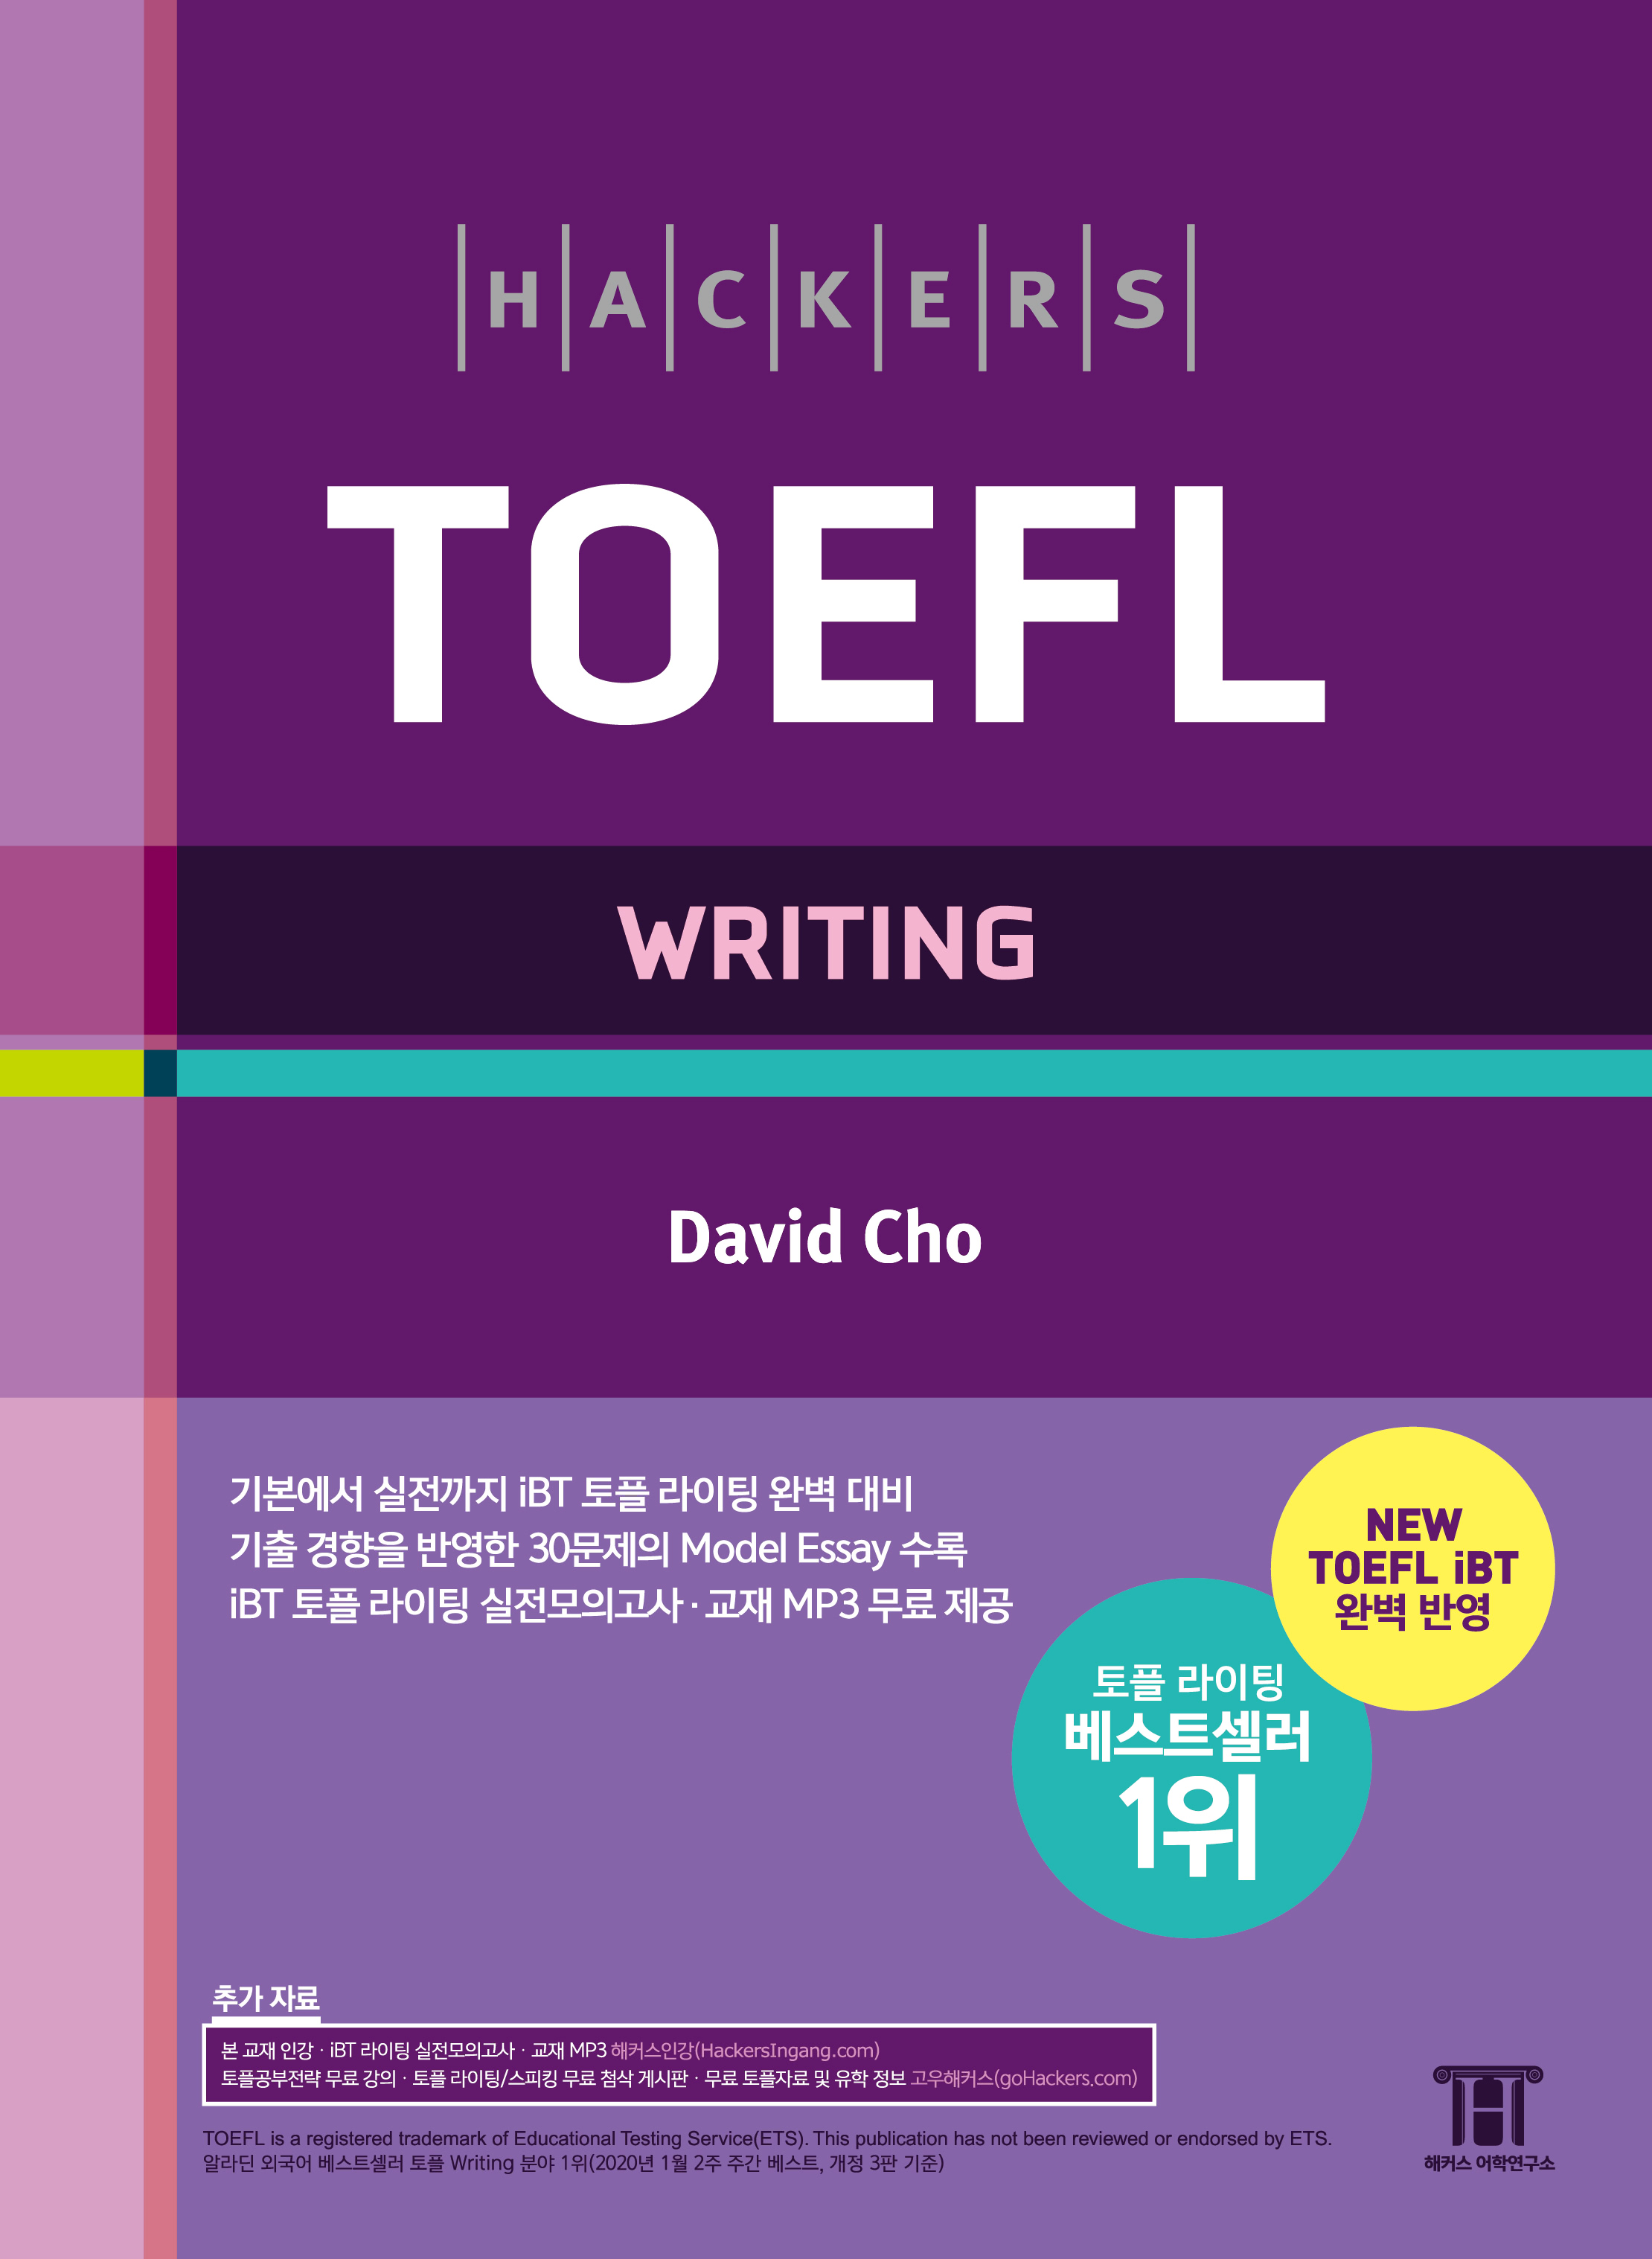 HACKERS
TOEFL
WRITING
David Cho
기본에서 실전까지 iBT 토플 라이팅 완벽 대비
기출 경향을 반영한 30문제의 Model Essay 수록
iBT 토플 라이팅 실전모의고사·교재 MP3 무료 제공
NEW
TOEFL iBT
완벽 반영
토플 라이팅
베스트셀러
1위
추가 자료
본 교재 인강 · iBT 라이팅 실전모의고사 · 교재 MP3 해커스인강(HackersIngang.com)
토플공부전략 무료 강의 · 토플 라이팅/스피킹 무료 첨삭 게시판 · 무료 토플자료 및 유학 정보 고우해커스(goHackers.com)
TOEFL is a registered trademark of Educational Testing Service(ETS). This publication has not been reviewed or endorsed by ETS.
알라딘 외국어 베스트셀러 토플 Writing 분야 1위(2020년 1월 2주 주간 베스트, 개정 3판 기준)
해커스 어학연구소